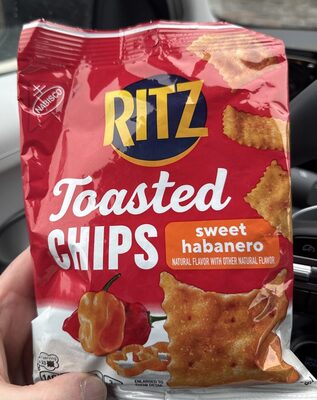 NABISCO
RITZ
Toasted
CHIPS
sweet
habanero
NATURAL FLAVOR WITH OTHER NATURAL FLAVOR
ENLARGED TO
SHOW DETAIL